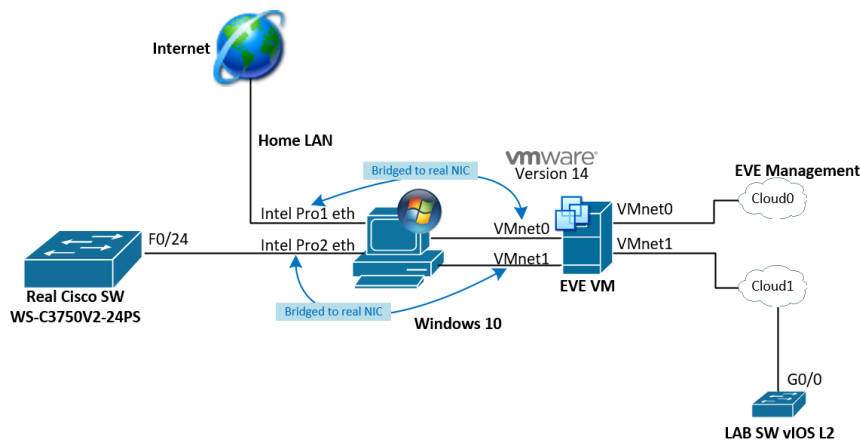 Internet
Home LAN
Bridged to real NIC
vmware®
Version 14
EVE Management
Cloud0
Intel Pro1 eth
VMnet0
VMnet0
F0/24
Intel Pro2 eth
VMnet1
VMnet1
Real Cisco SW
WS-C3750V2-24PS
Bridged to real NIC
Windows 10
EVE VM
Cloud1
G0/0
LAB SW vIOS L2